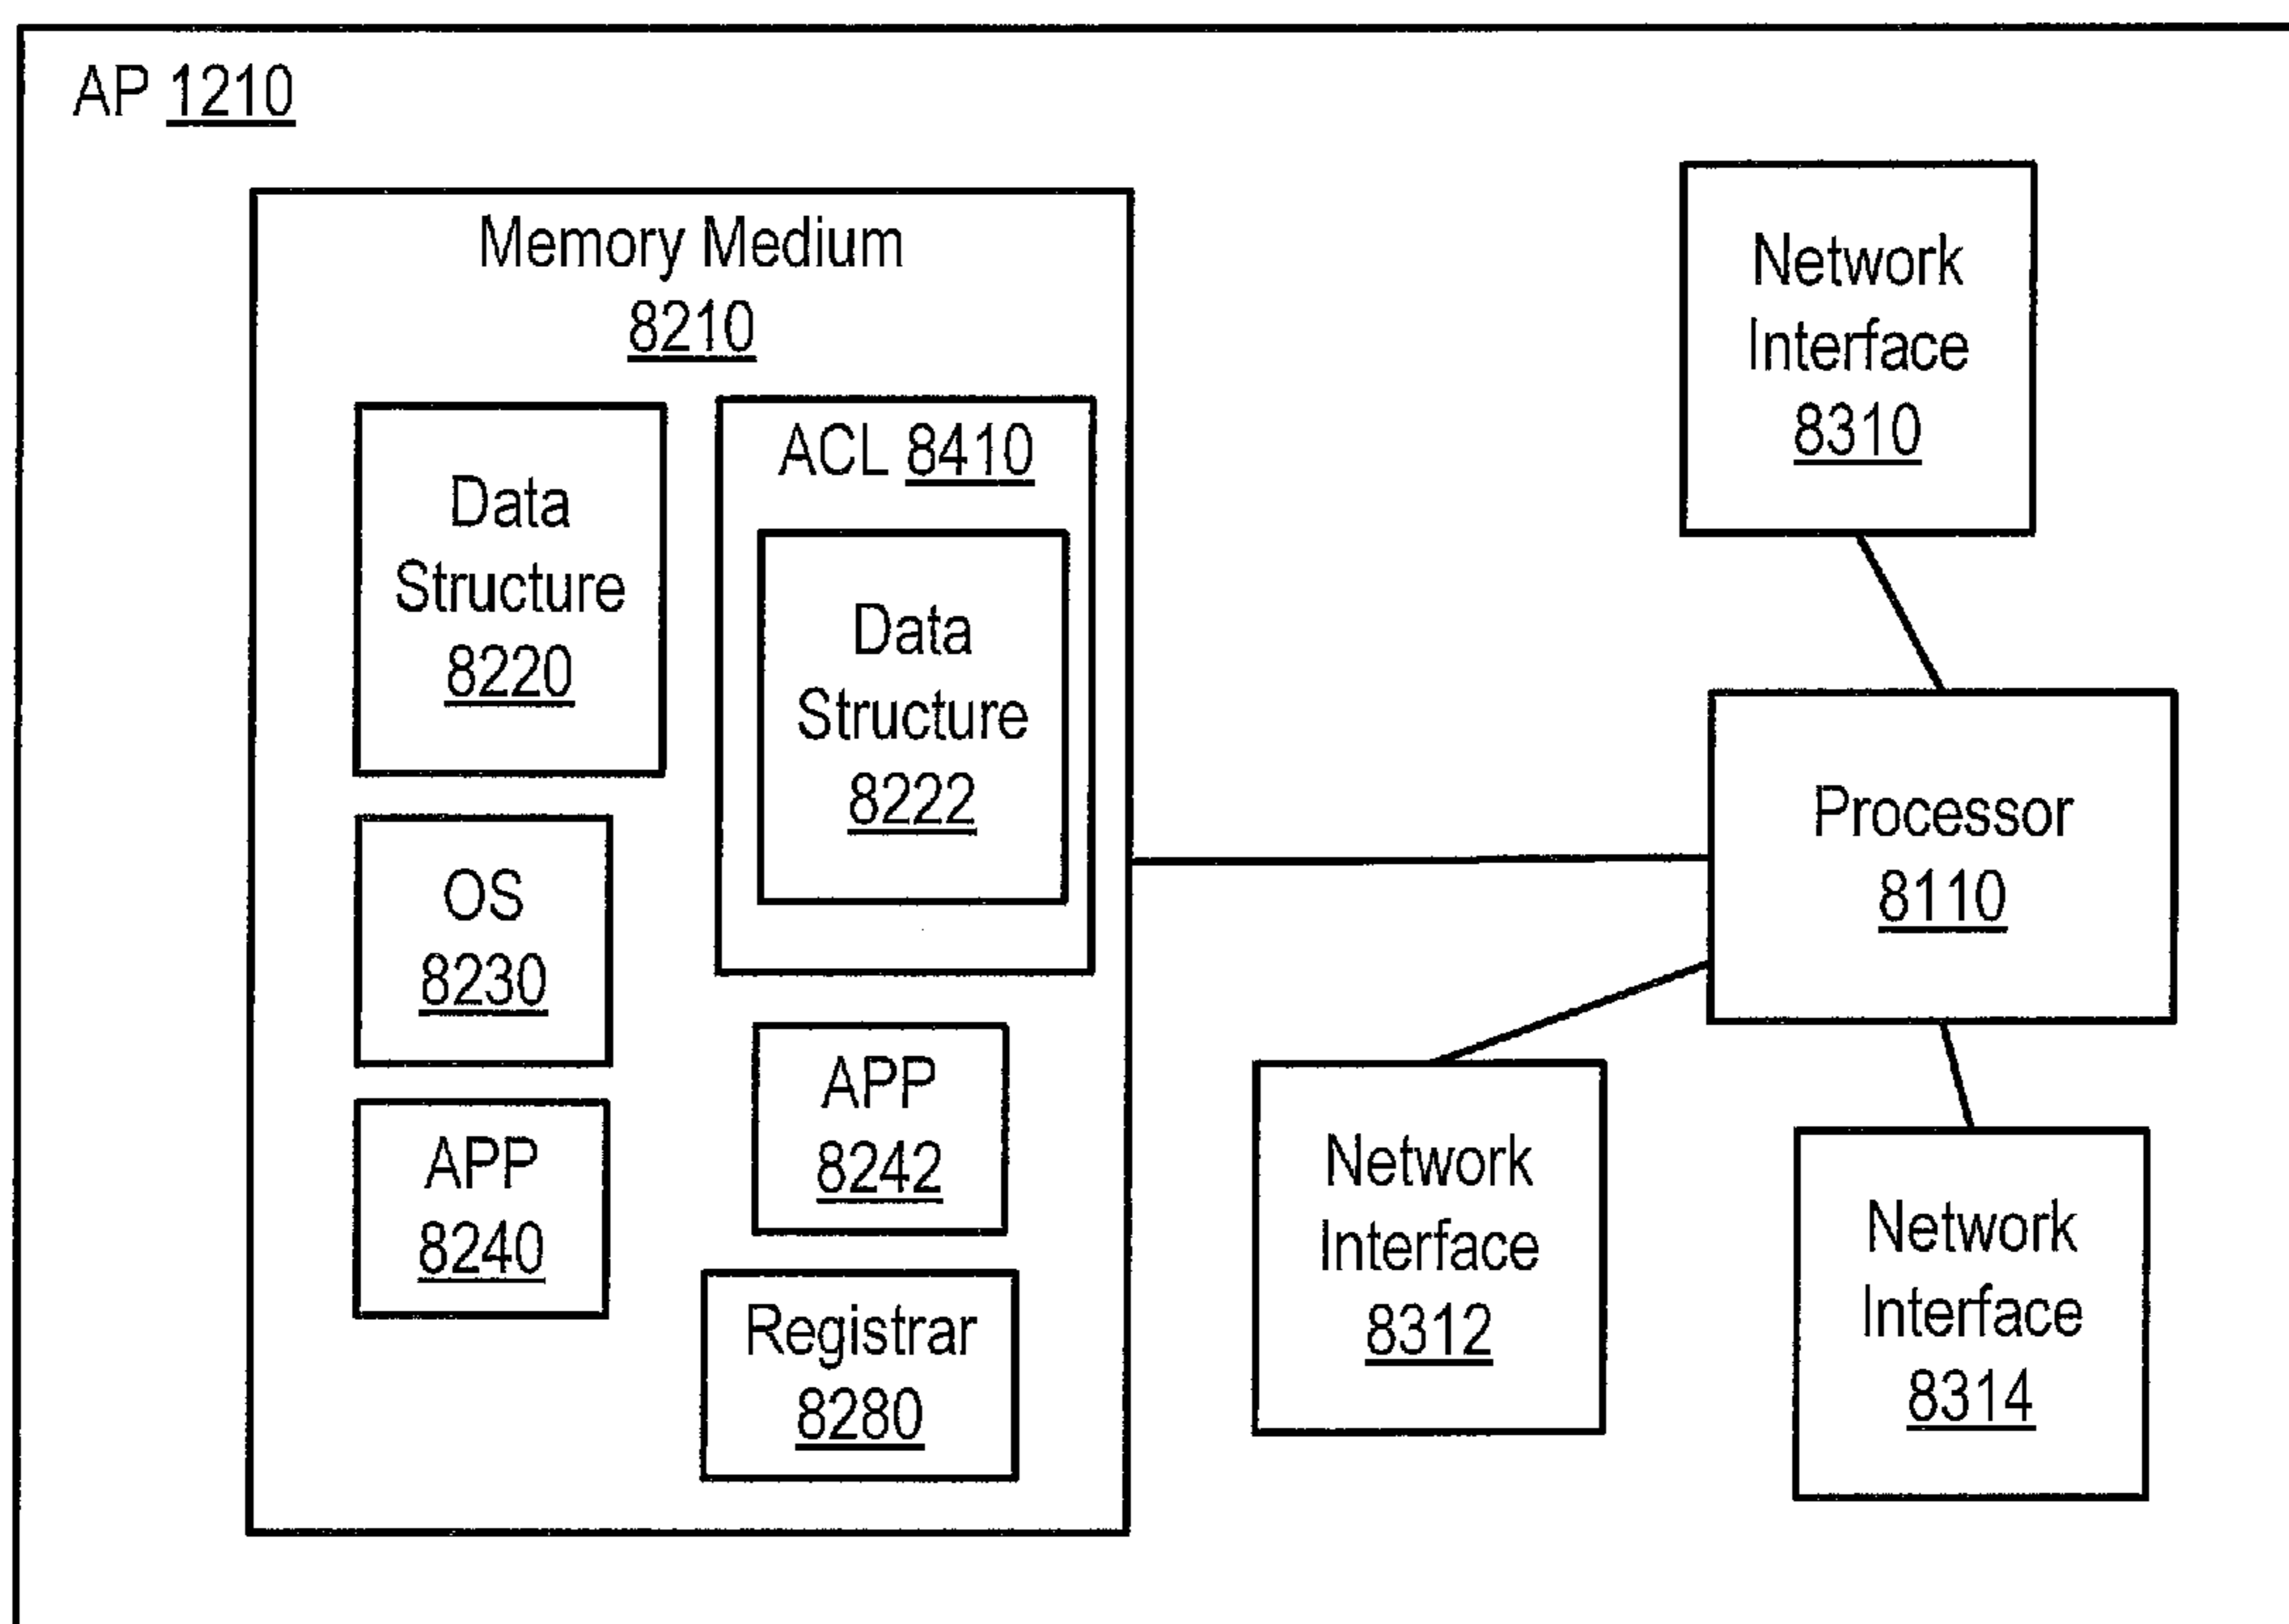 AP 1210
Memory Medium
8210
Data
Structure
8220
ACL 8410
Data
Structure
8222
OS
8230
APP
8240
APP
8242
Registrar
8280
Network
Interface
8310
Processor
8110
Network
Interface
8312
Network
Interface
8314